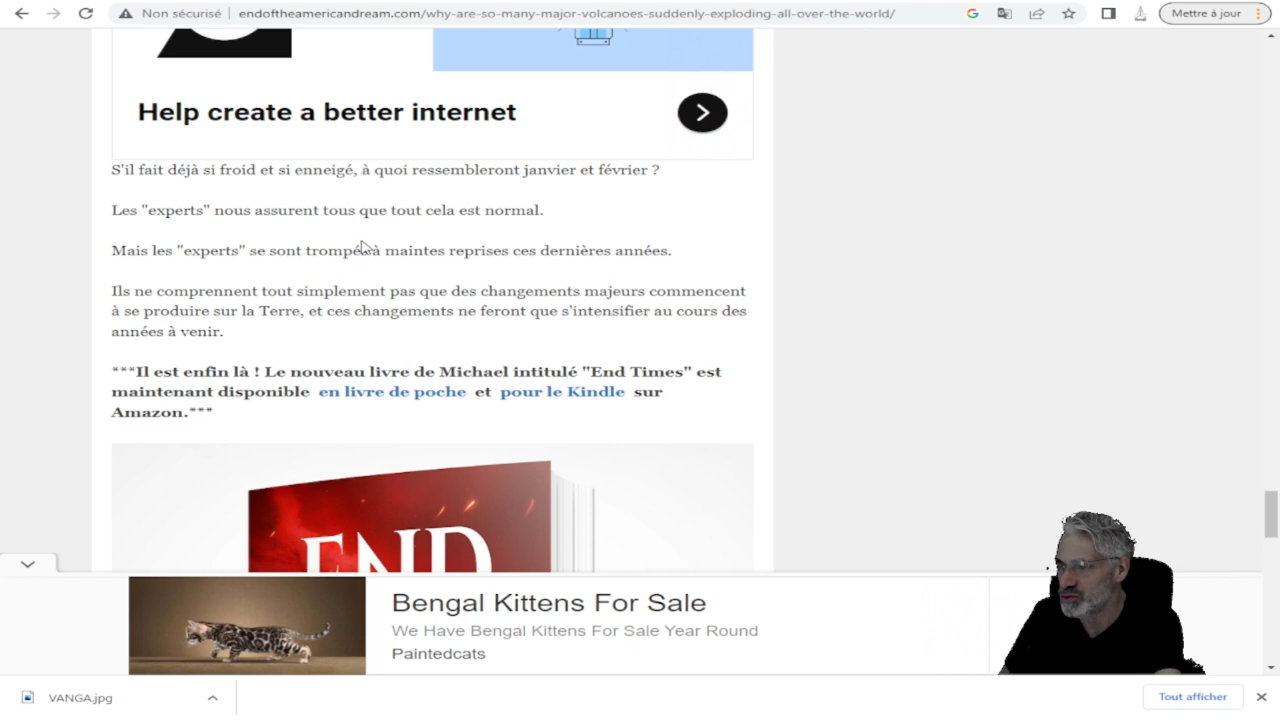 Non sécurisé
endoftheamericandream.com/why-are-so-many-major-volcanoes-suddenly-exploding-all-over-the-world/
Mettre à jour
Help create a better internet
S'il fait déjà si froid et si enneigé, à quoi ressembleront janvier et février ?
Les "experts" nous assurent tous que tout cela est normal.
Mais les "experts" se sont trompés à maintes reprises ces dernières années.
Ils ne comprennent tout simplement pas que des changements majeurs commencent
à se produire sur la Terre, et ces changements ne feront que s'intensifier au cours des
années à venir.
***Il est enfin là ! Le nouveau livre de Michael intitulé "End Times" est
maintenant disponible en livre de poche et pour le Kindle sur
Amazon.***
END
Bengal Kittens For Sale
We Have Bengal Kittens For Sale Year Round
Paintedcats
VANGA.jpg
Tout afficher